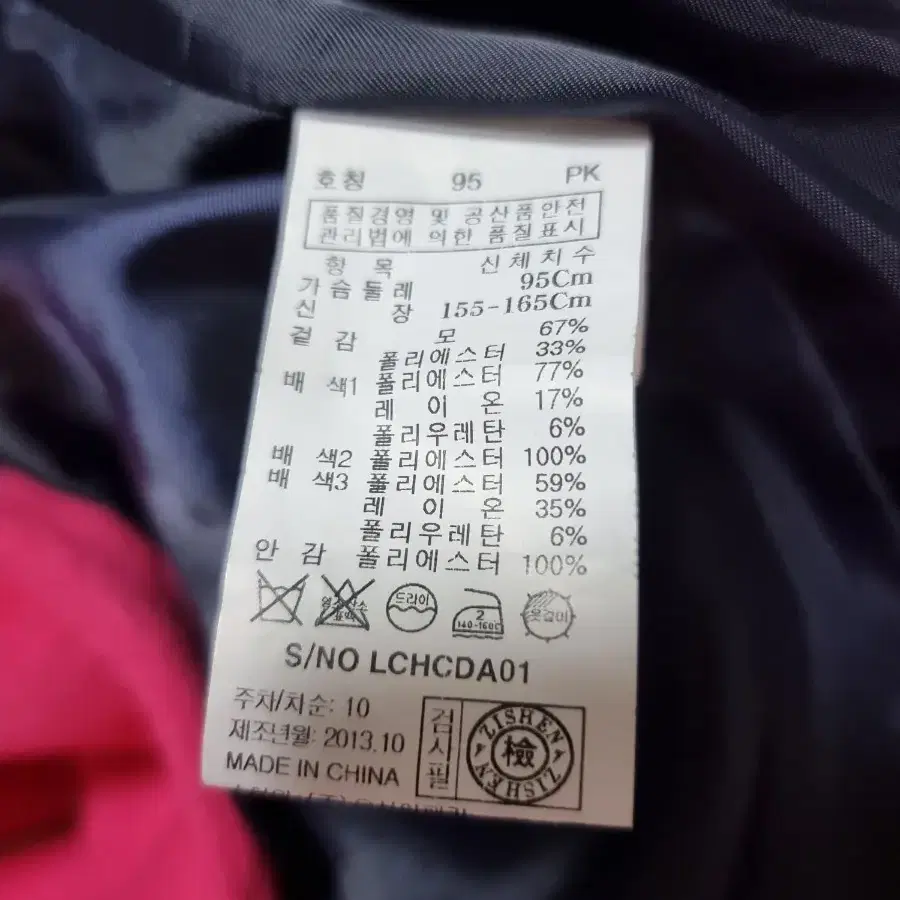 호칭 95 PK
품질경영 및 공산품안전
관리법에 의한 품질표시
항 목 신체치수
가슴둘레 95Cm
신 장 155-165Cm
겉 감 모 67%
폴리에스터 33%
배 색1 폴리에스터 77%
레 이 온 17%
폴리우레탄 6%
배 색2 폴리에스터 100%
배 색3 폴리에스터 59%
레 이 온 35%
폴리우레탄 6%
안 감 폴리에스터 100%
드라이
2
140-160C
옷걸이
S/NO LCHCDA01
주차/차순: 10
제조년월: 2013.10
MADE IN CHINA
검시필
ZISHEN
檢
ZISHEN